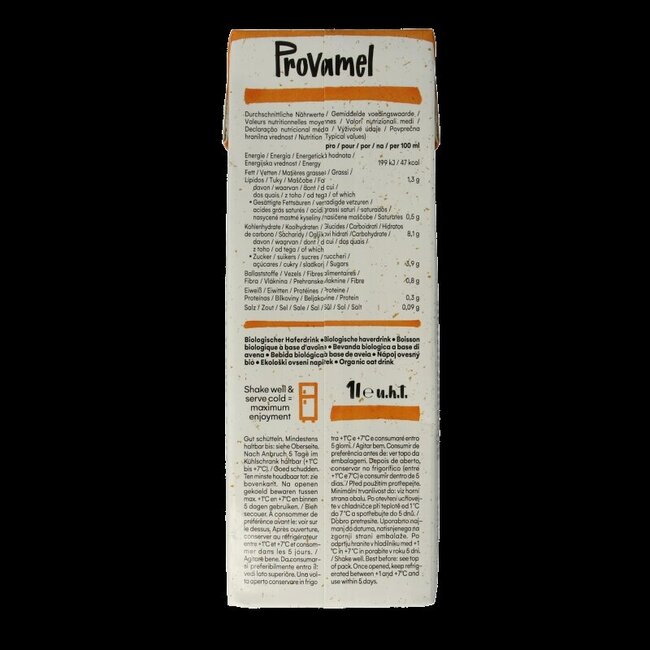 Provamel
Durchschnittliche Nährwerte / Gemiddelde voedingswaarde /
Valeurs nutritionnelles moyennes / Valori nutrizionali medi /
Declaração nutricional média / Výživové údaje / Povprečna
hranilna vrednost / Nutrition (Typical values)
pro / pour / por / na / per 100 ml
Energie / Energia / Energetická hodnota /
Energijska vrednost / Energy 199 kJ / 47 kcal
Fett / Vetten / Matières grasses / Grassi /
Lípidos / Tuky / Maščobe / Fat 1,3 g
davon / waarvan / dont / di cui /
dos quais / z toho / od tega / of which
• Gesättigte Fettsäuren / verzadigde vetzuren /
acides gras saturés / acidi grassi saturi / saturados /
nasycené mastné kyseliny / nasičene maščobe / Saturates 0,5 g
Kohlenhydrate / Koolhydraten / Glucides / Carboidrati / Hidratos
de carbono / Sacharidy / Ogljikovi hidrati / Carbohydrate / 8,1 g
davon / waarvan / dont / di cui / dos quais /
z toho / od tega / of which
• Zucker / suikers / sucres / zuccheri /
açúcares / cukry / sladkorji / Sugars 3,9 g
Ballaststoffe / Vezels / Fibres alimentaires /
Fibra / Vláknina / Prehranske vlaknine / Fibre 0,8 g
Eiweiß / Eiwitten / Protéines / Proteine /
Proteínas / Bílkoviny / Beljakovine / Protein 0,3 g
Salz / Zout / Sel / Sale / Sal / Sůl / Sol / Salt 0,09 g
Biologischer Haferdrink • Biologische haverdrink • Boisson
biologique à base d'avoine • Bevanda biologica a base di
avena • Bebida biológica à base de aveia • Nápoj ovesný
bio • Ekološki ovseni napitek • Organic oat drink
Shake well &
serve cold =
maximum
enjoyment
1l e u.h.t.
Gut schütteln. Mindestens
haltbar bis: siehe Oberseite.
Nach Anbruch 5 Tage im
Kühlschrank haltbar (+1°C
bis +7°C). / Goed schudden.
Ten minste houdbaar tot: zie
bovenkant. Na openen
gekoeld bewaren tussen
+1°C en +7°C en binnen
5 dagen gebruiken. / Bien
secouer. À consommer de
préférence avant le: voir sur
le dessus. Après ouverture,
conserver au réfrigérateur
entre +1°C et +7°C et consom-
mer dans les 5 jours. /
Agitare bene. Da consumar-
si preferibilmente entro il:
vedi lato superiore. Una vol-
ta aperto conservare in frigo
tra +1°C e +7°C e consumare entro
5 giorni. / Agitar bem. Consumir de
preferência antes de: ver topo da
embalagem. Depois de aberto,
conservar no frigorífico (entre
+1°C e +7°C) e consumir dentro de 5
dias. / Před použitím protřepejte.
Minimální trvanlivost do: viz horní
strana obalu. Po otevření uchovej-
te v chladničce při teplotě od 1°C
do 7°C a spotřebujte do 5 dnů. /
Dobro pretresite. Uporabno naj-
manj do datuma, natisnjenega na
zgornji strani embalaže. Po
odprtju hranite v hladilniku med +1
°C in +7 °C in porabite v roku 5 dni.
/ Shake well. Best before: see top
of pack. Once opened, keep refrig-
erated between +1 and +7°C and
use within 5 days.